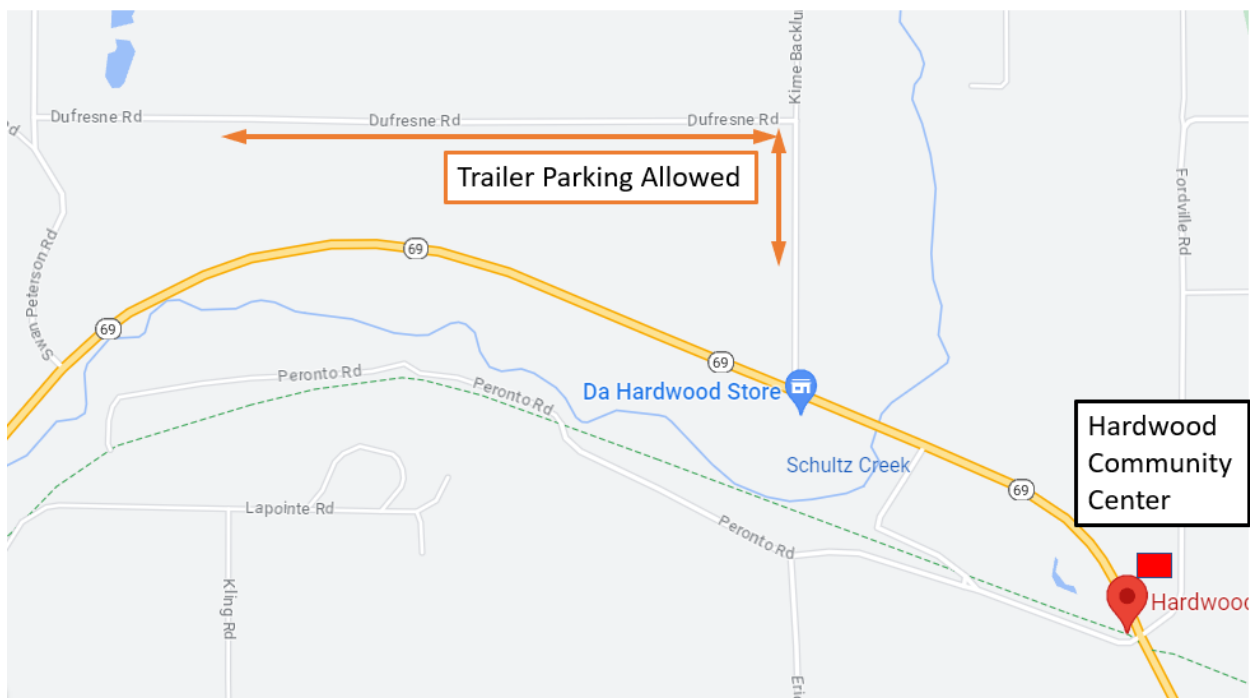 Dufresne Rd
Dufresne Rd
Dufresne Rd
Kime Backlu
Trailer Parking Allowed
Fordville Rd
Swan Peterson Rd
69
69
69
Peronto Rd
Peronto Rd
Da Hardwood Store
Hardwood
Community
Center
Schultz Creek
69
Lapointe Rd
Peronto Rd
Kling Rd
Hardwood